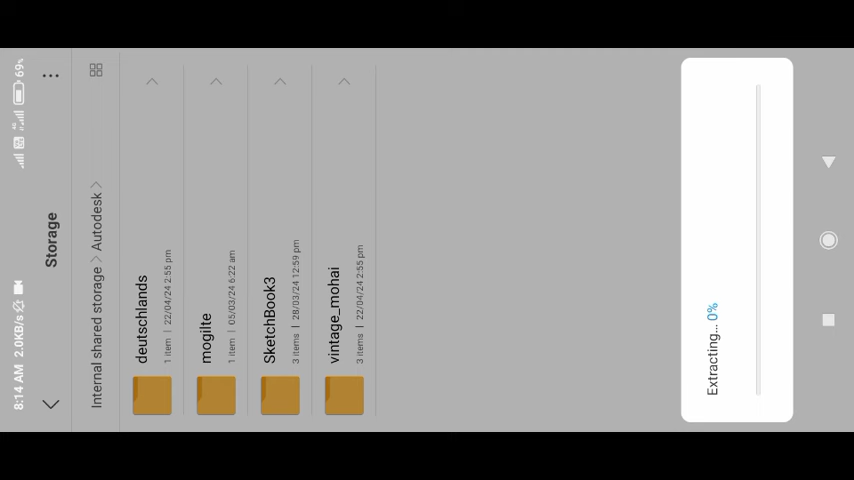 8:14 AM 2.0KB/s 4G 69%
Storage
Internal shared storage > Autodesk >
deutschlands
1 item | 22/04/24 2:55 pm
mogilte
1 item | 05/03/24 6:22 am
SketchBook3
3 items | 28/03/24 12:59 pm
vintage_mohai
3 items | 22/04/24 2:55 pm
Extracting... 0%